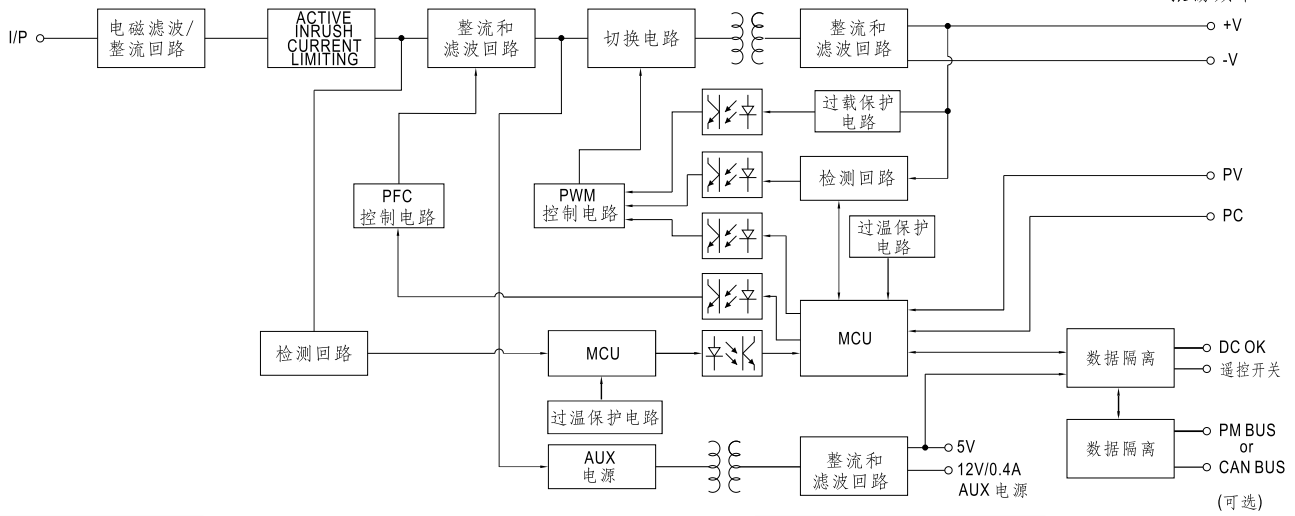 I/P
电磁滤波/
整流回路
ACTIVE
INRUSH
CURRENT
LIMITING
整流和
滤波回路
切换电路
整流和
滤波回路
+V
-V
过载保护
电路
检测回路
PFC
控制电路
PWM
控制电路
过温保护
电路
PV
PC
检测回路
MCU
MCU
数据隔离
DC OK
遥控开关
过温保护电路
数据隔离
PM BUS
or
CAN BUS
(可选)
AUX
电源
整流和
滤波回路
5V
12V/0.4A
AUX 电源